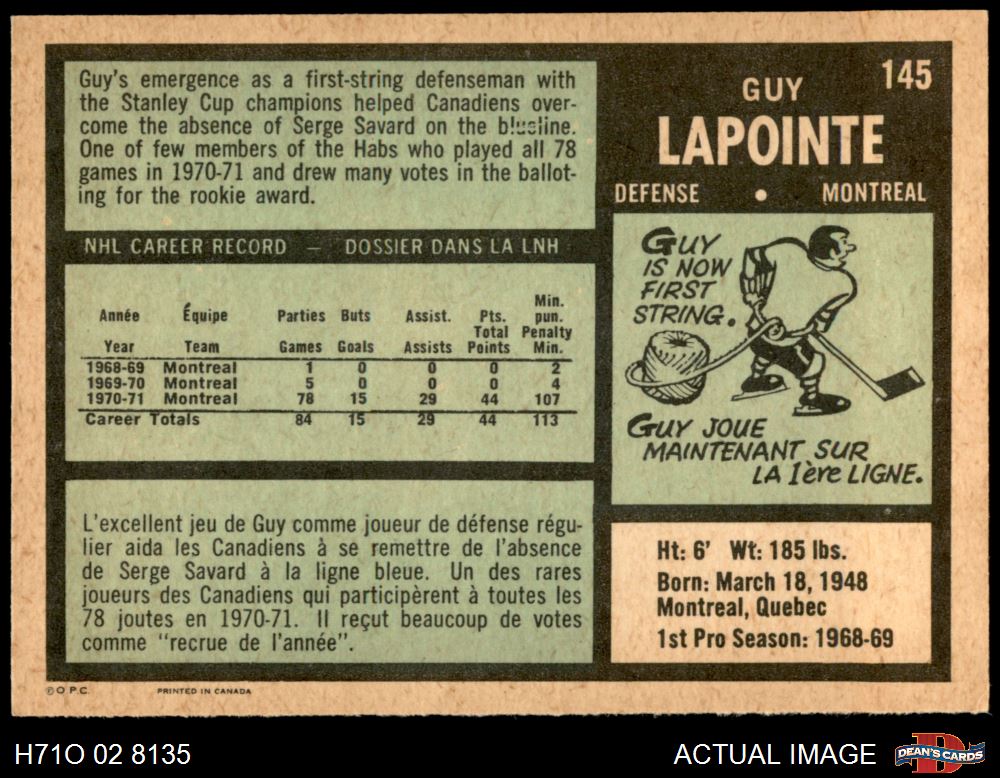 Guy's emergence as a first-string defenseman with
the Stanley Cup champions helped Canadiens over-
come the absence of Serge Savard on the blueline.
One of few members of the Habs who played all 78
games in 1970-71 and drew many votes in the ballot-
ing for the rookie award.
145
GUY
LAPOINTE
DEFENSE • MONTREAL
NHL CAREER RECORD — DOSSIER DANS LA LNH
Année Équipe Parties Buts Assist. Pts. Total Min. pun.
Year Team Games Goals Assists Points Penalty Min.
1968-69 Montreal 1 0 0 0 2
1969-70 Montreal 5 0 0 0 4
1970-71 Montreal 78 15 29 44 107
Career Totals 84 15 29 44 113
GUY
IS NOW
FIRST
STRING.
GUY JOUE
MAINTENANT SUR
LA 1ère LIGNE.
L'excellent jeu de Guy comme joueur de défense régu-
lier aida les Canadiens à se remettre de l'absence
de Serge Savard à la ligne bleue. Un des rares
joueurs des Canadiens qui participèrent à toutes les
78 joutes en 1970-71. Il reçut beaucoup de votes
comme "recrue de l'année".
Ht: 6' Wt: 185 lbs.
Born: March 18, 1948
Montreal, Quebec
1st Pro Season: 1968-69
© O P.C. PRINTED IN CANADA
H71O 02 8135
ACTUAL IMAGE
DEAN'S CARDS